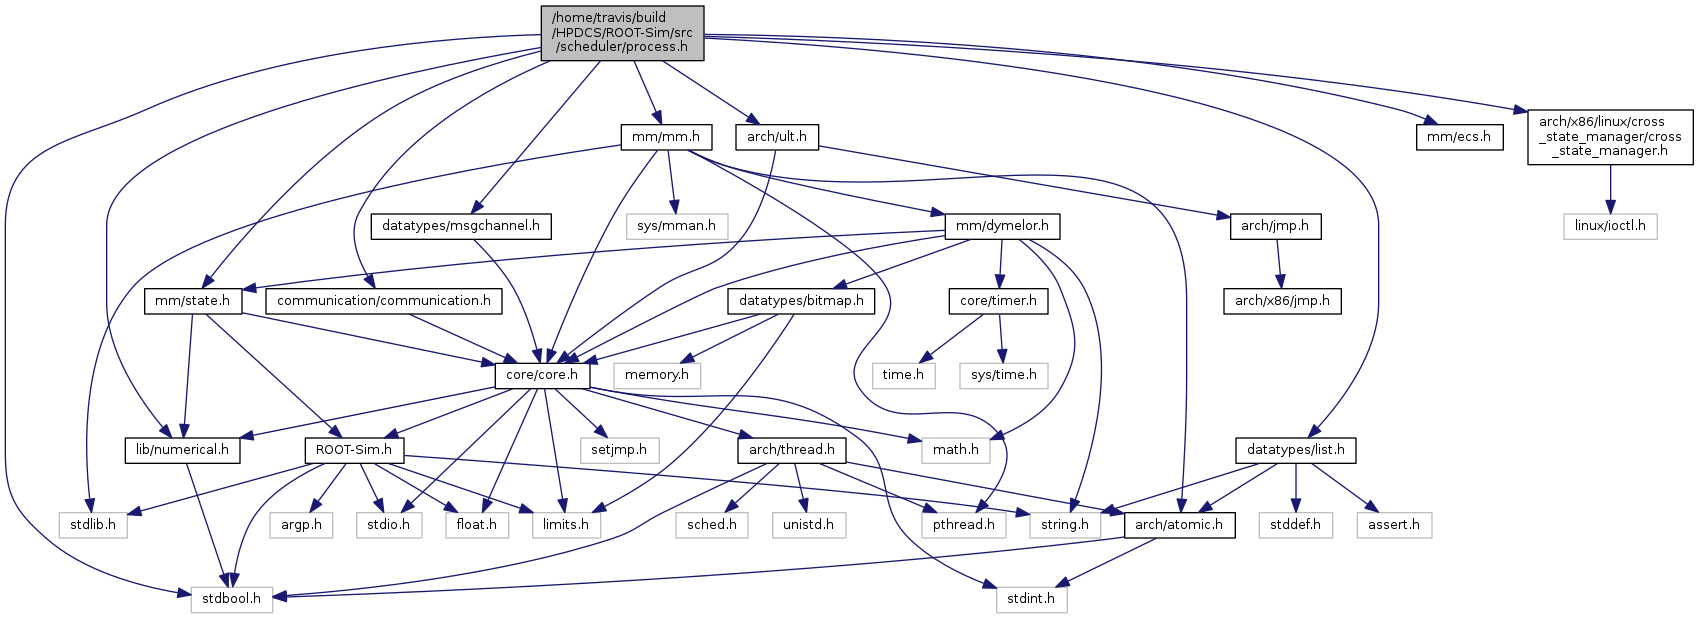 /home/travis/build
/HPDCS/ROOT-Sim/src
/scheduler/process.h
mm/mm.h
arch/ult.h
mm/ecs.h
arch/x86/linux/cross
_state_manager/cross
_state_manager.h
datatypes/msgchannel.h
sys/mman.h
mm/dymelor.h
arch/jmp.h
linux/ioctl.h
mm/state.h
communication/communication.h
datatypes/bitmap.h
core/timer.h
arch/x86/jmp.h
core/core.h
memory.h
time.h
sys/time.h
lib/numerical.h
ROOT-Sim.h
setjmp.h
arch/thread.h
math.h
datatypes/list.h
stdlib.h
argp.h
stdio.h
float.h
limits.h
sched.h
unistd.h
pthread.h
string.h
arch/atomic.h
stddef.h
assert.h
stdbool.h
stdint.h